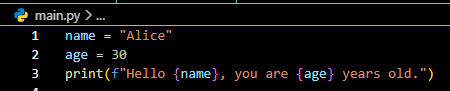 main.py > ...
1 name = "Alice"
2 age = 30
3 print(f"Hello {name}, you are {age} years old.")